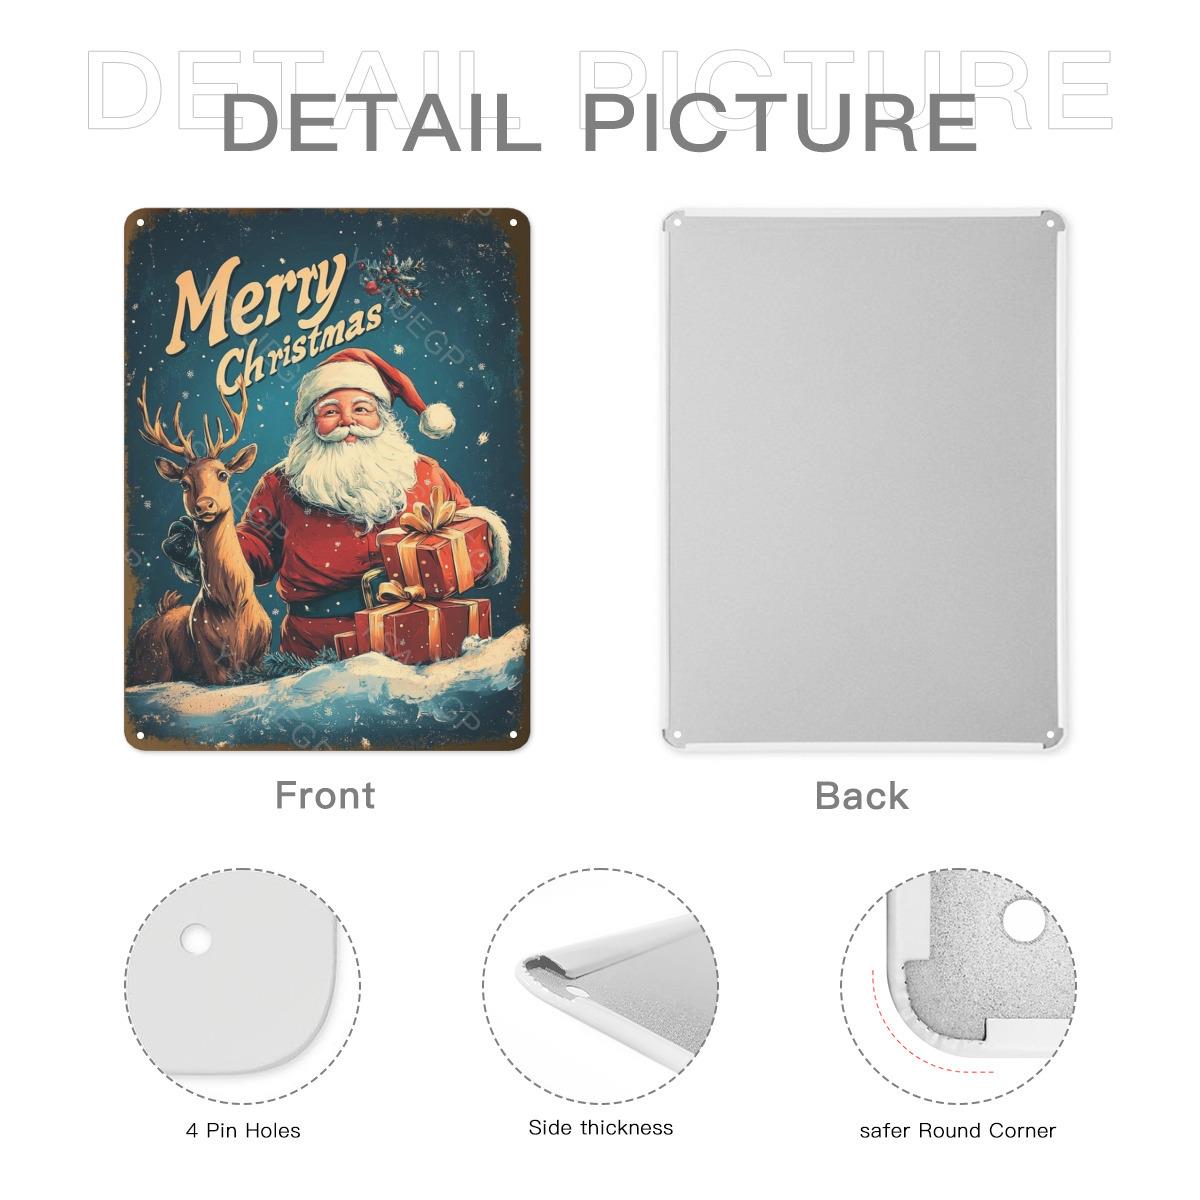 DETAIL PICTURE
DETAIL PICTURE
Merry
Christmas
Front
Back
4 Pin Holes
Side thickness
safer Round Corner